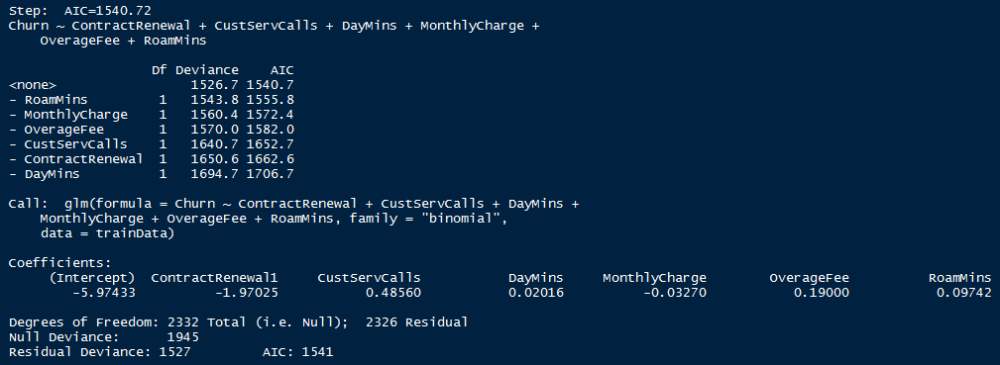 Step:  AIC=1540.72
Churn ~ ContractRenewal + CustServCalls + DayMins + MonthlyCharge +
    OverageFee + RoamMins
                  Df Deviance    AIC
<none>               1526.7 1540.7
- RoamMins         1   1543.8 1555.8
- MonthlyCharge    1   1560.4 1572.4
- OverageFee       1   1570.0 1582.0
- CustServCalls    1   1640.7 1652.7
- ContractRenewal  1   1650.6 1662.6
- DayMins          1   1694.7 1706.7
Call:  glm(formula = Churn ~ ContractRenewal + CustServCalls + DayMins +
    MonthlyCharge + OverageFee + RoamMins, family = "binomial",
    data = trainData)
Coefficients:
     (Intercept)  ContractRenewal1     CustServCalls           DayMins     MonthlyCharge        OverageFee          RoamMins
        -5.97433          -1.97025           0.48560           0.02016          -0.03270           0.19000           0.09742
Degrees of Freedom: 2332 Total (i.e. Null);  2326 Residual
Null Deviance:      1945
Residual Deviance: 1527         AIC: 1541